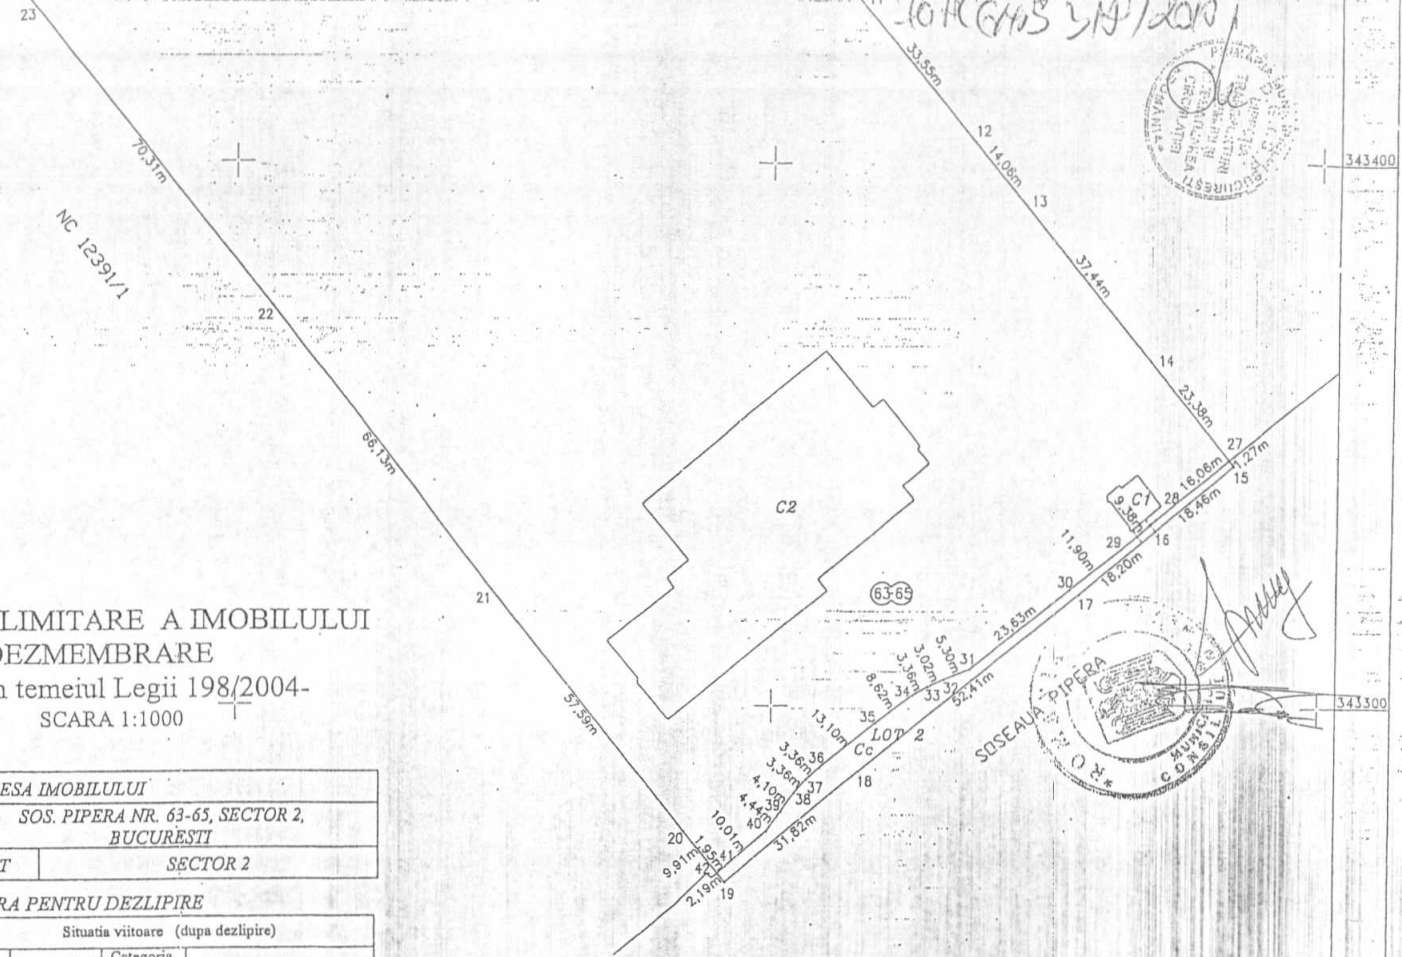 23
33,55m
12
14,06m
13
343400
70,31m
NC 12391/1
37,44m
22
14
23,38m
66,13m
27
1,27m
15
C2
C1
28
16,06m
18,46m
9,38m
16
29
11,90m
18,20m
30
17
63-65
21
23,63m
5,30m
31
3,02m
3,36m
32
33
34
8,62m
52,41m
SOSEAUA PIPERA
343300
LIMITARE A IMOBILULUI
DEZMEMBRARE
n temeiul Legii 198/2004-
SCARA 1:1000
57,59m
35
13,10m
LOT 2
Cc
36
3,36m
18
3,36m
37
4,10m
38
39
4,44m
40
10,01m
31,82m
20
1,95m
41
9,91m
42
2,19m
19
ESA IMOBILULUI
SOS. PIPERA NR. 63-65, SECTOR 2,
BUCURESTI
T
SECTOR 2
RA PENTRU DEZLIPIRE
Situatia viitoare (dupa dezlipire)
Categoria